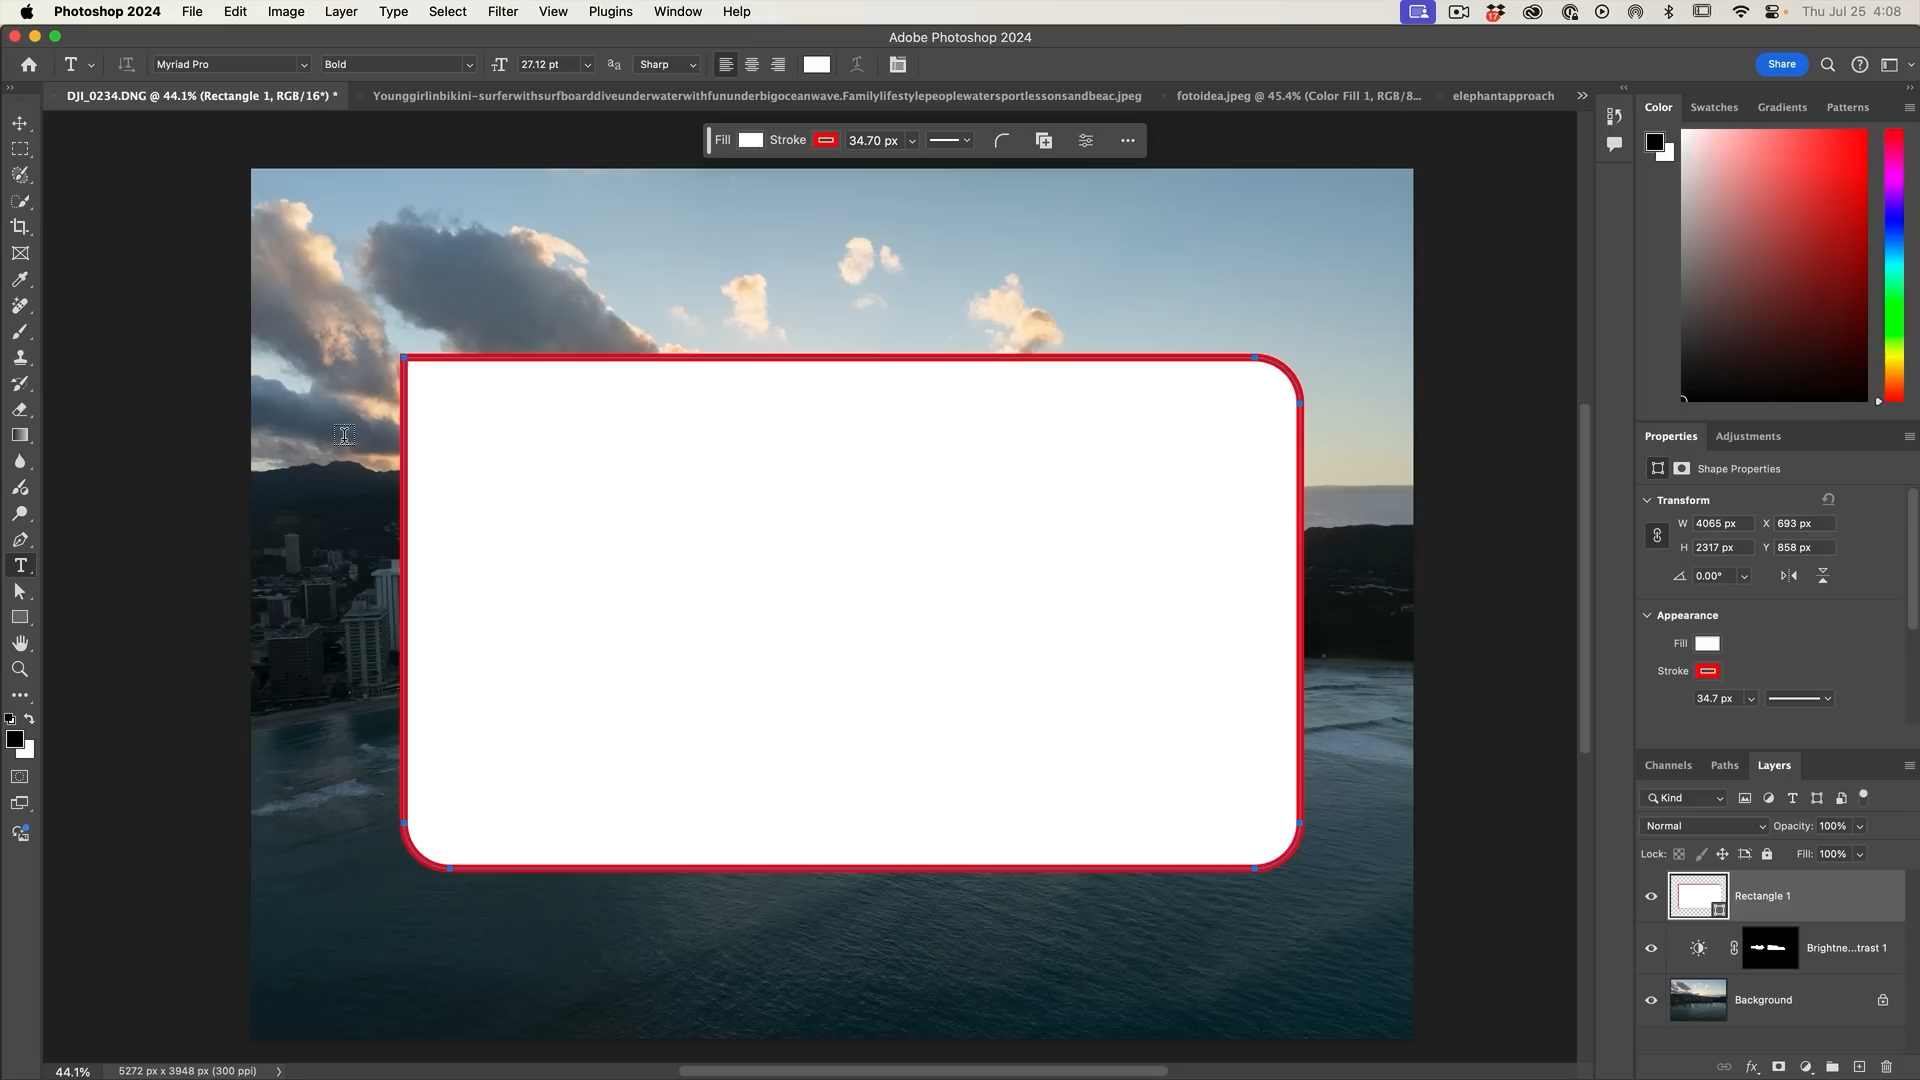 Photoshop 2024 File Edit Image Layer Type Select Filter View Plugins Window Help 17 Thu Jul 25 4:08
Adobe Photoshop 2024
T T Myriad Pro Bold T 27.12 pt aa Sharp Share
DJI_0234.DNG @ 44.1% (Rectangle 1, RGB/16*) * Younggirlinbikini-surferwithsurfboarddiveunderwaterwithfununderbigoceanwave.Familylifestylepeoplewatersportlessonsandbeac.jpeg fotoidea.jpeg @ 45.4% (Color Fill 1, RGB/8... elephantapproach
Fill Stroke 34.70 px
Color Swatches Gradients Patterns
Properties Adjustments
Shape Properties
Transform
W 4065 px X 693 px
H 2317 px Y 858 px
0.00°
Appearance
Fill
Stroke
34.7 px
Channels Paths Layers
Kind T
Normal Opacity: 100%
Lock: Fill: 100%
Rectangle 1
Brightne...trast 1
Background
fx
T
44.1% 5272 px x 3948 px (300 ppi)